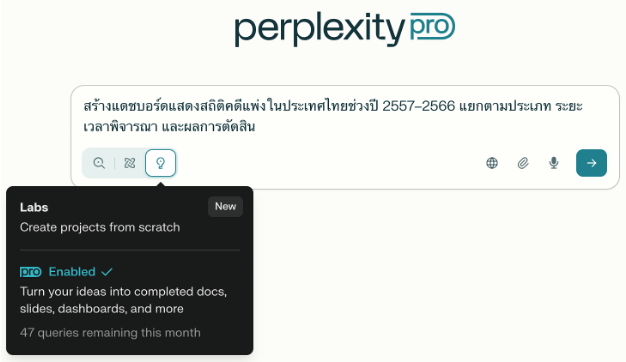 perplexity pro
สร้างแดชบอร์ดแสดงสถิติคดีแพ่งในประเทศไทยช่วงปี 2557–2566 แยกตามประเภท ระยะ
เวลาพิจารณา และผลการตัดสิน
Labs
New
Create projects from scratch
pro Enabled
Turn your ideas into completed docs,
slides, dashboards, and more
47 queries remaining this month